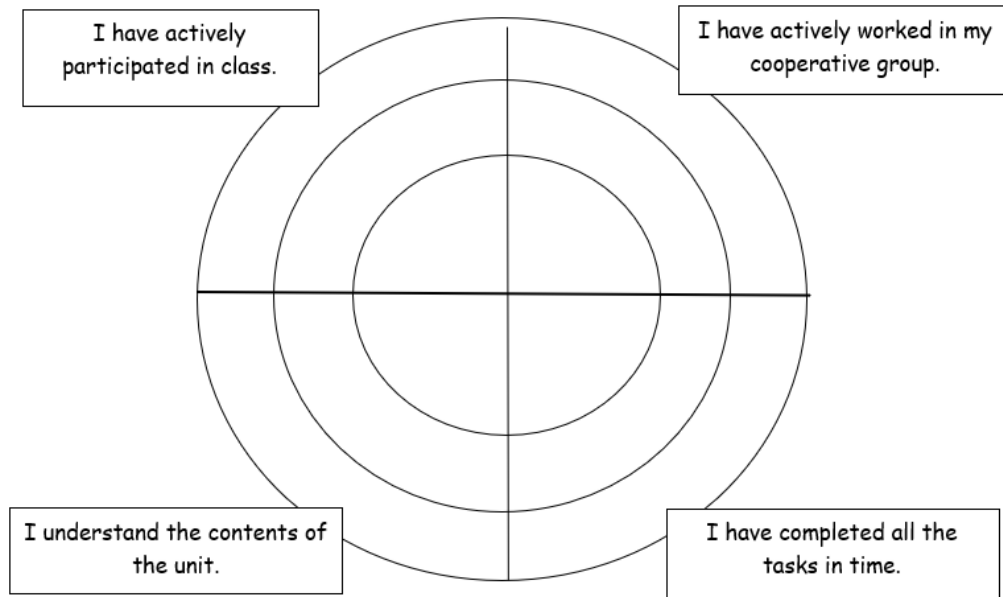 I have actively
participated in class.
I have actively worked in my
cooperative group.
I understand the contents of
the unit.
I have completed all the
tasks in time.